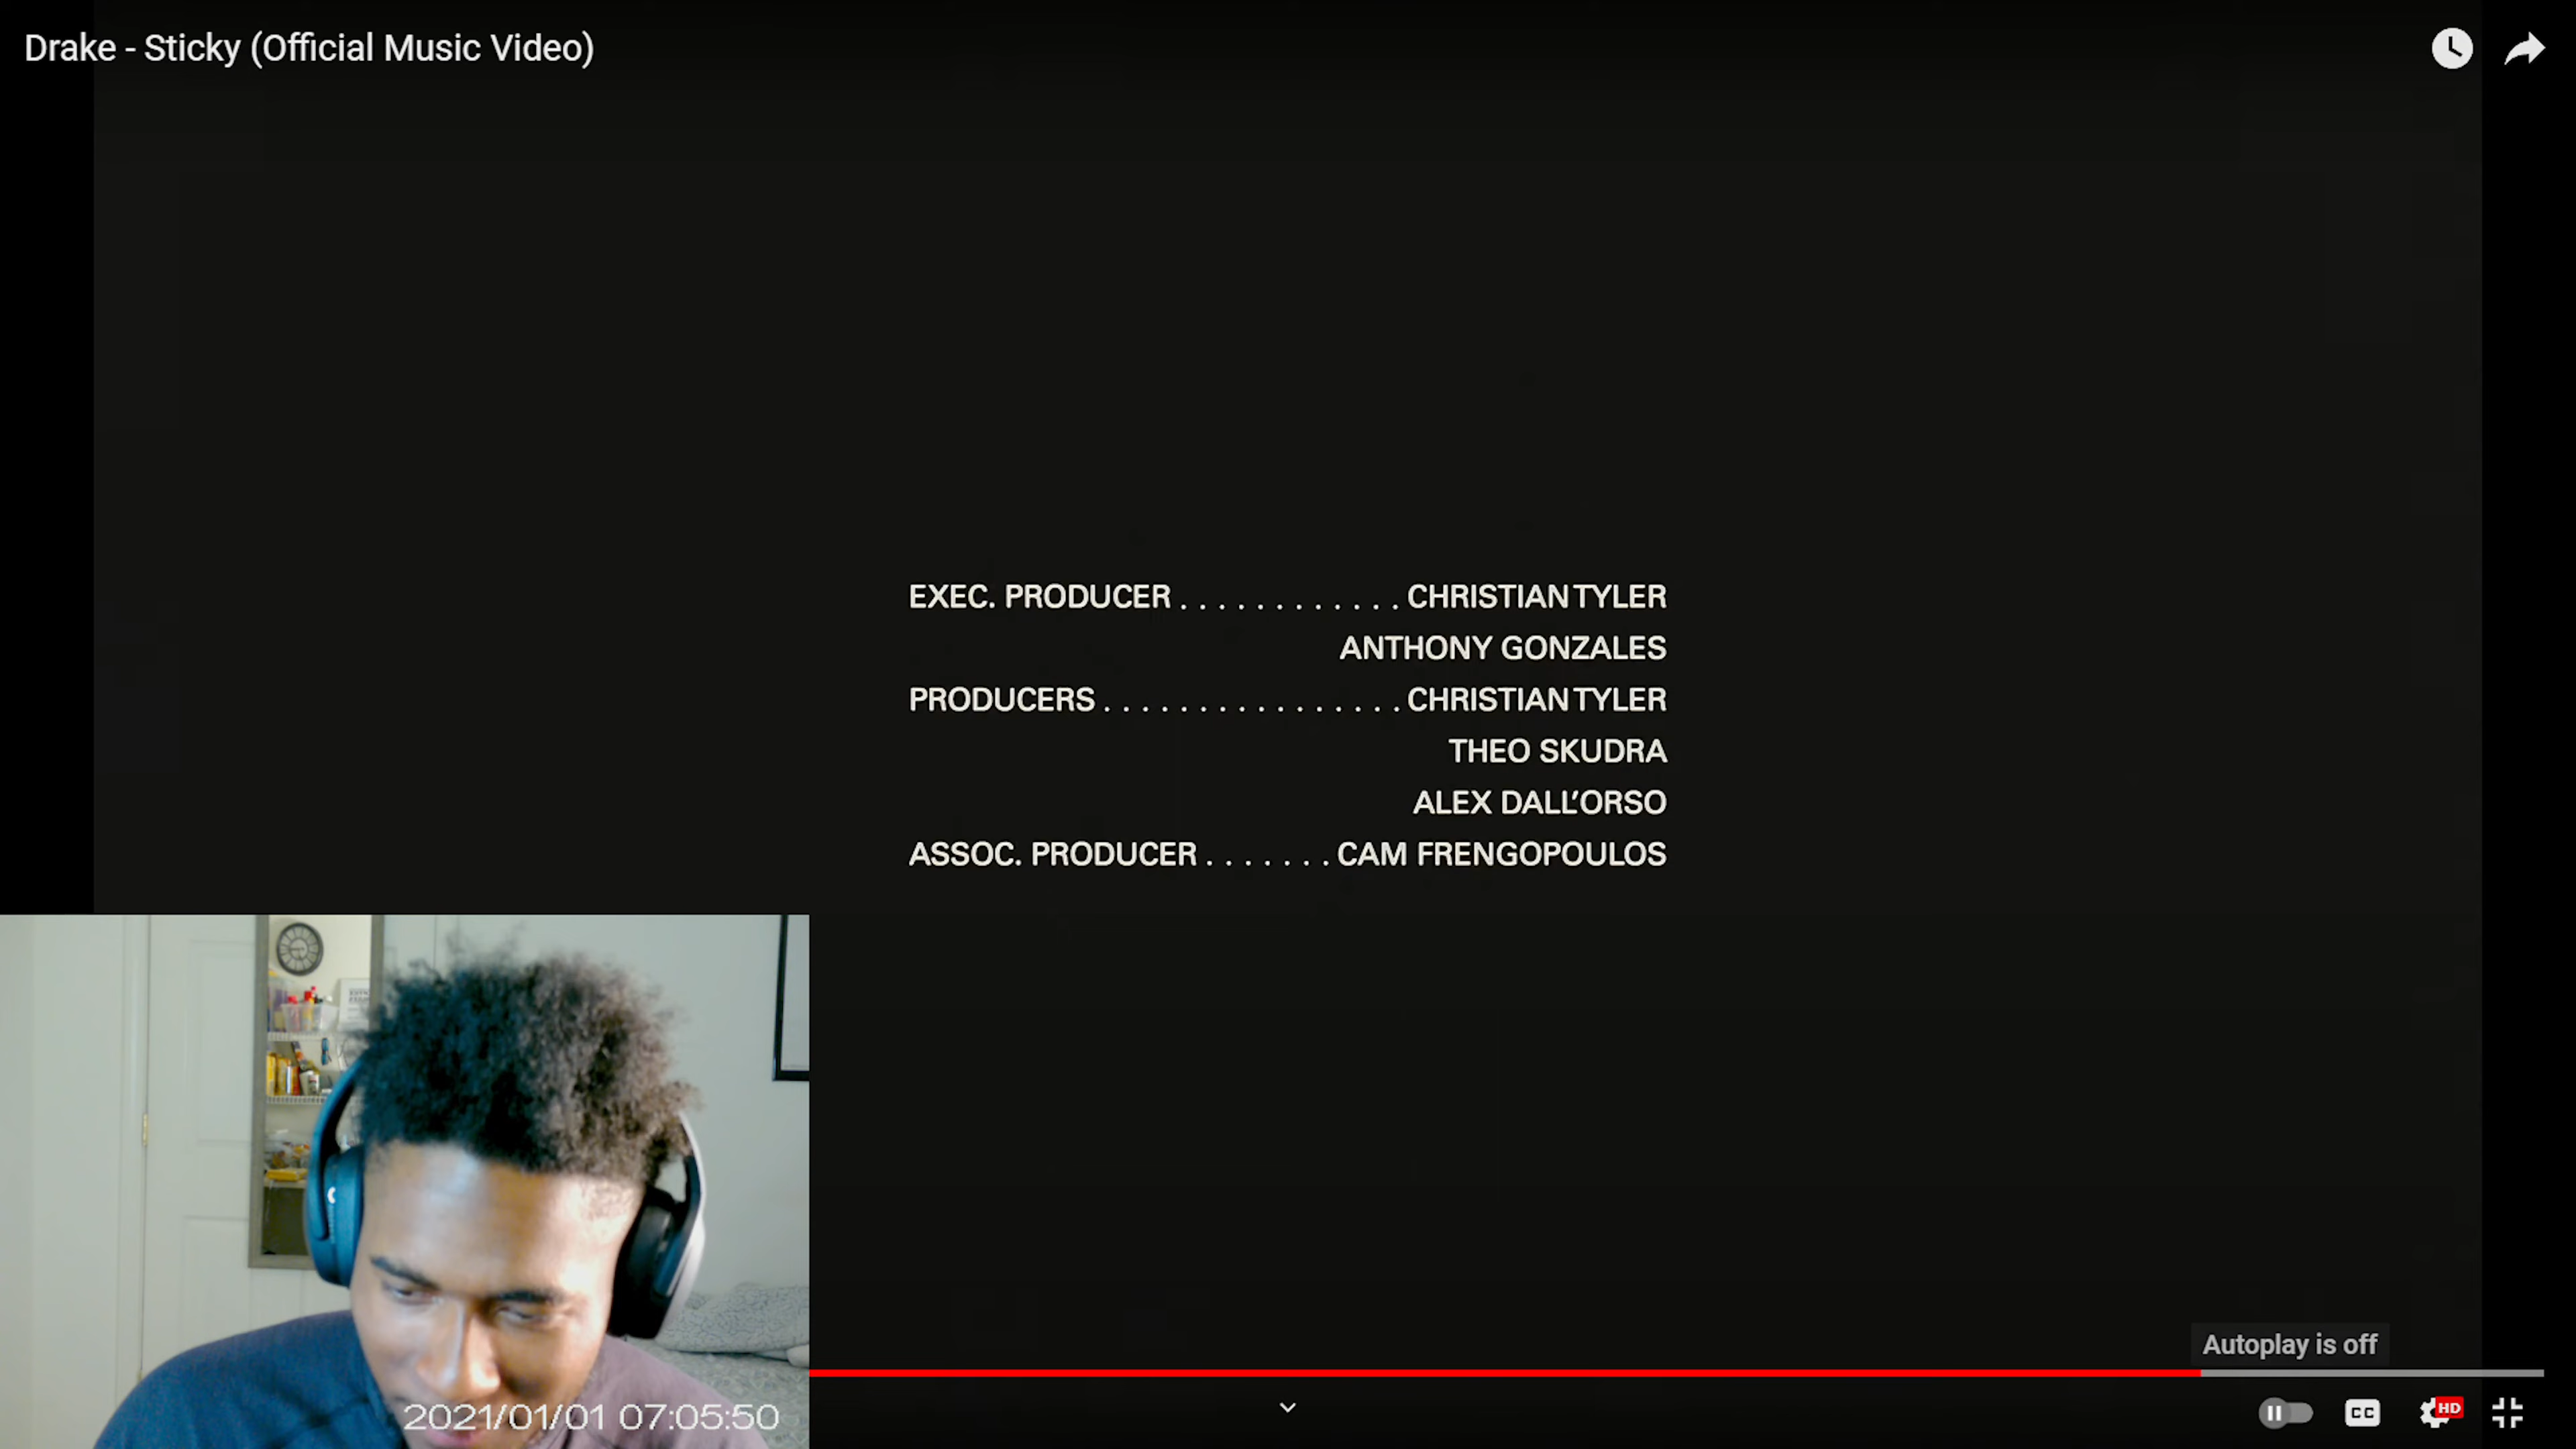 Drake - Sticky (Official Music Video)
EXEC. PRODUCER . . . . . . . . . . . . CHRISTIAN TYLER
ANTHONY GONZALES
PRODUCERS . . . . . . . . . . . . . . . . CHRISTIAN TYLER
THEO SKUDRA
ALEX DALL'ORSO
ASSOC. PRODUCER . . . . . . . CAM FRENGOPOULOS
Autoplay is off
2021/01/01 07:05:50
CC
HD